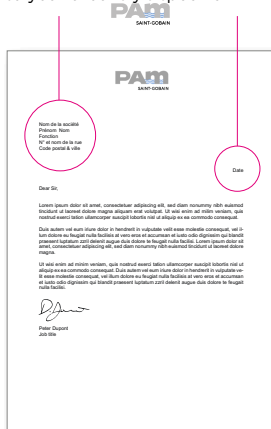 PAM
SAINT-GOBAIN
PAM
SAINT-GOBAIN
Nom de la société
Prénom Nom
Fonction
N° et nom de la rue
Code postal & ville
Date
Dear Sir,
Lorem ipsum dolor sit amet, consectetuer adipiscing elit, sed diam nonummy nibh euismod
tincidunt ut laoreet dolore magna aliquam erat volutpat. Ut wisi enim ad milim veniam, quis
nostrud exerci tation ullamcorper suscipit lobortis nisl ut aliquip ex ea commodo consequat.
Duis autem vel eum iriure dolor in hendrerit in vulputate velit esse molestie consequat, vel il-
lum dolore eu feugiat nulla facilisis at vero eros et accumsan et iusto odio dignissim qui blandit
praesent luptatum zzril delenit augue duis dolore te feugait nulla facilisi. Lorem ipsum dolor sit
amet, consectetuer adipiscing elit, sed diam nonummy nibh euismod tincidunt ut laoreet dolore
magna.
Ut wisi enim ad minim veniam, quis nostrud exerci tation ullamcorper suscipit lobortis nisl ut
aliquip ex ea commodo consequat. Duis autem vel eum iriure dolor in hendrerit in vulputate ve-
lit esse molestie consequat, vel illum dolore eu feugiat nulla facilisis at vero eros et accumsan
et iusto odio dignissim qui blandit praesent luptatum zzril delenit augue duis dolore te feugait
nulla facilisi.
Peter Dupont
Job title